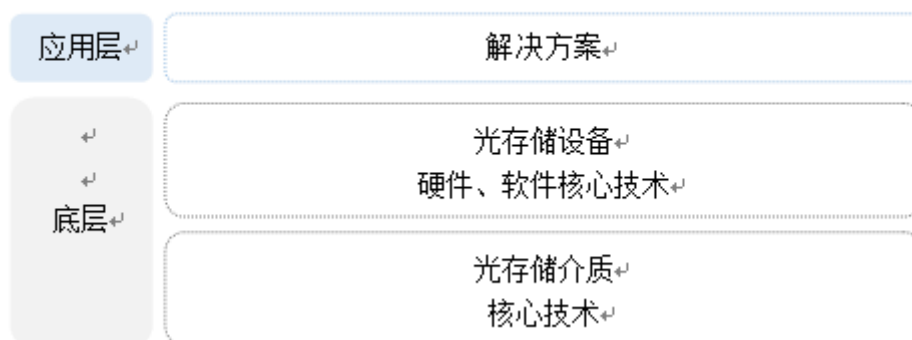 应用层
解决方案
底层
光存储设备
硬件、软件核心技术
光存储介质
核心技术